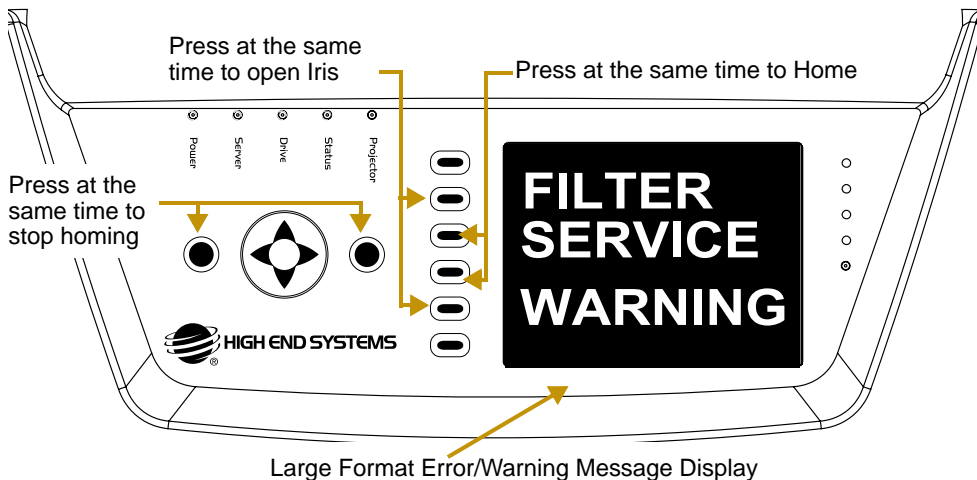 Press at the same
time to open Iris
Press at the same time to Home
Power
Server
Drive
Status
Projector
Press at the
same time to
stop homing
FILTER
SERVICE
WARNING
HIGH END SYSTEMS
®
Large Format Error/Warning Message Display